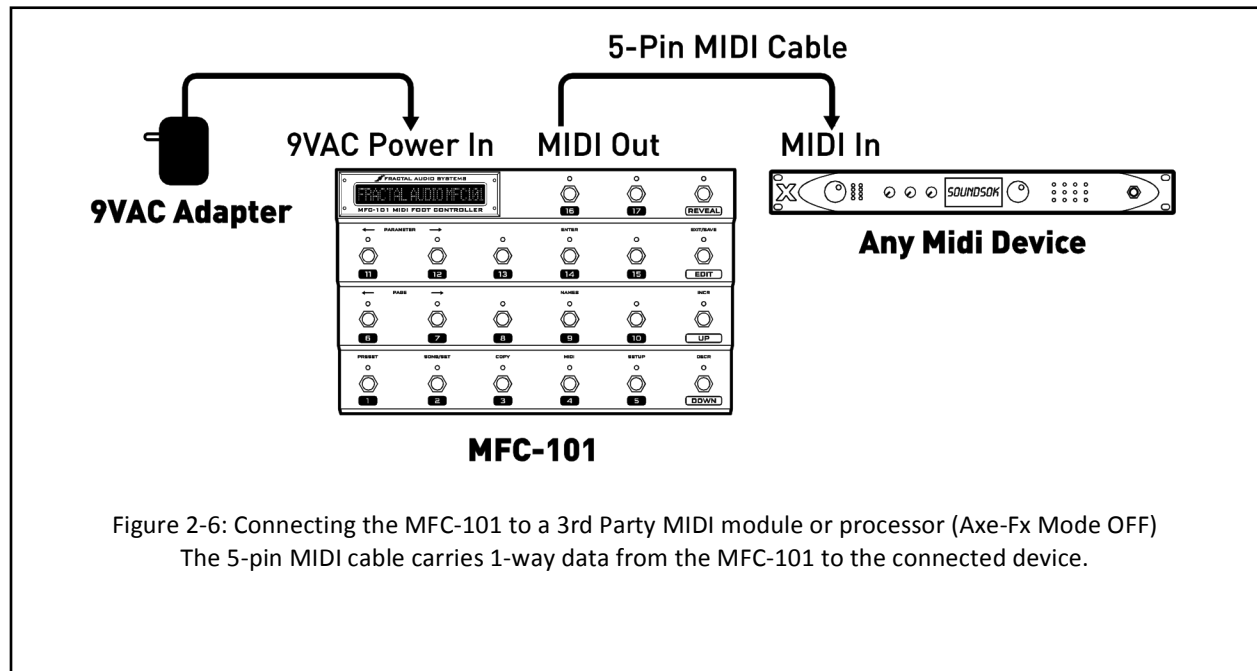 5-Pin MIDI Cable
9VAC Power In
MIDI Out
MIDI In
9VAC Adapter
FRACTAL AUDIO SYSTEMS
FRACTAL AUDIO MFC101
MFC-101 MIDI FOOT CONTROLLER
16 17 REVEAL
X SOUNDSOK
Any Midi Device
← PARAMETER → ENTER EXIT/SAVE
11 12 13 14 15 EDIT
← PAGE → NAMES INCR
6 7 8 9 10 UP
PRESET SONG/SET COPY MIDI SETUP DECR
1 2 3 4 5 DOWN
MFC-101
Figure 2-6: Connecting the MFC-101 to a 3rd Party MIDI module or processor (Axe-Fx Mode OFF)
The 5-pin MIDI cable carries 1-way data from the MFC-101 to the connected device.